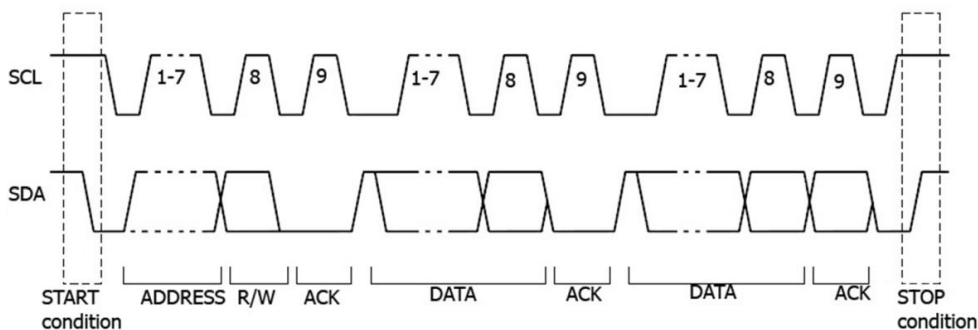 SCL
1-7
8
9
1-7
8
9
1-7
8
9
SDA
START
condition
ADDRESS
R/W
ACK
DATA
ACK
DATA
ACK
STOP
condition